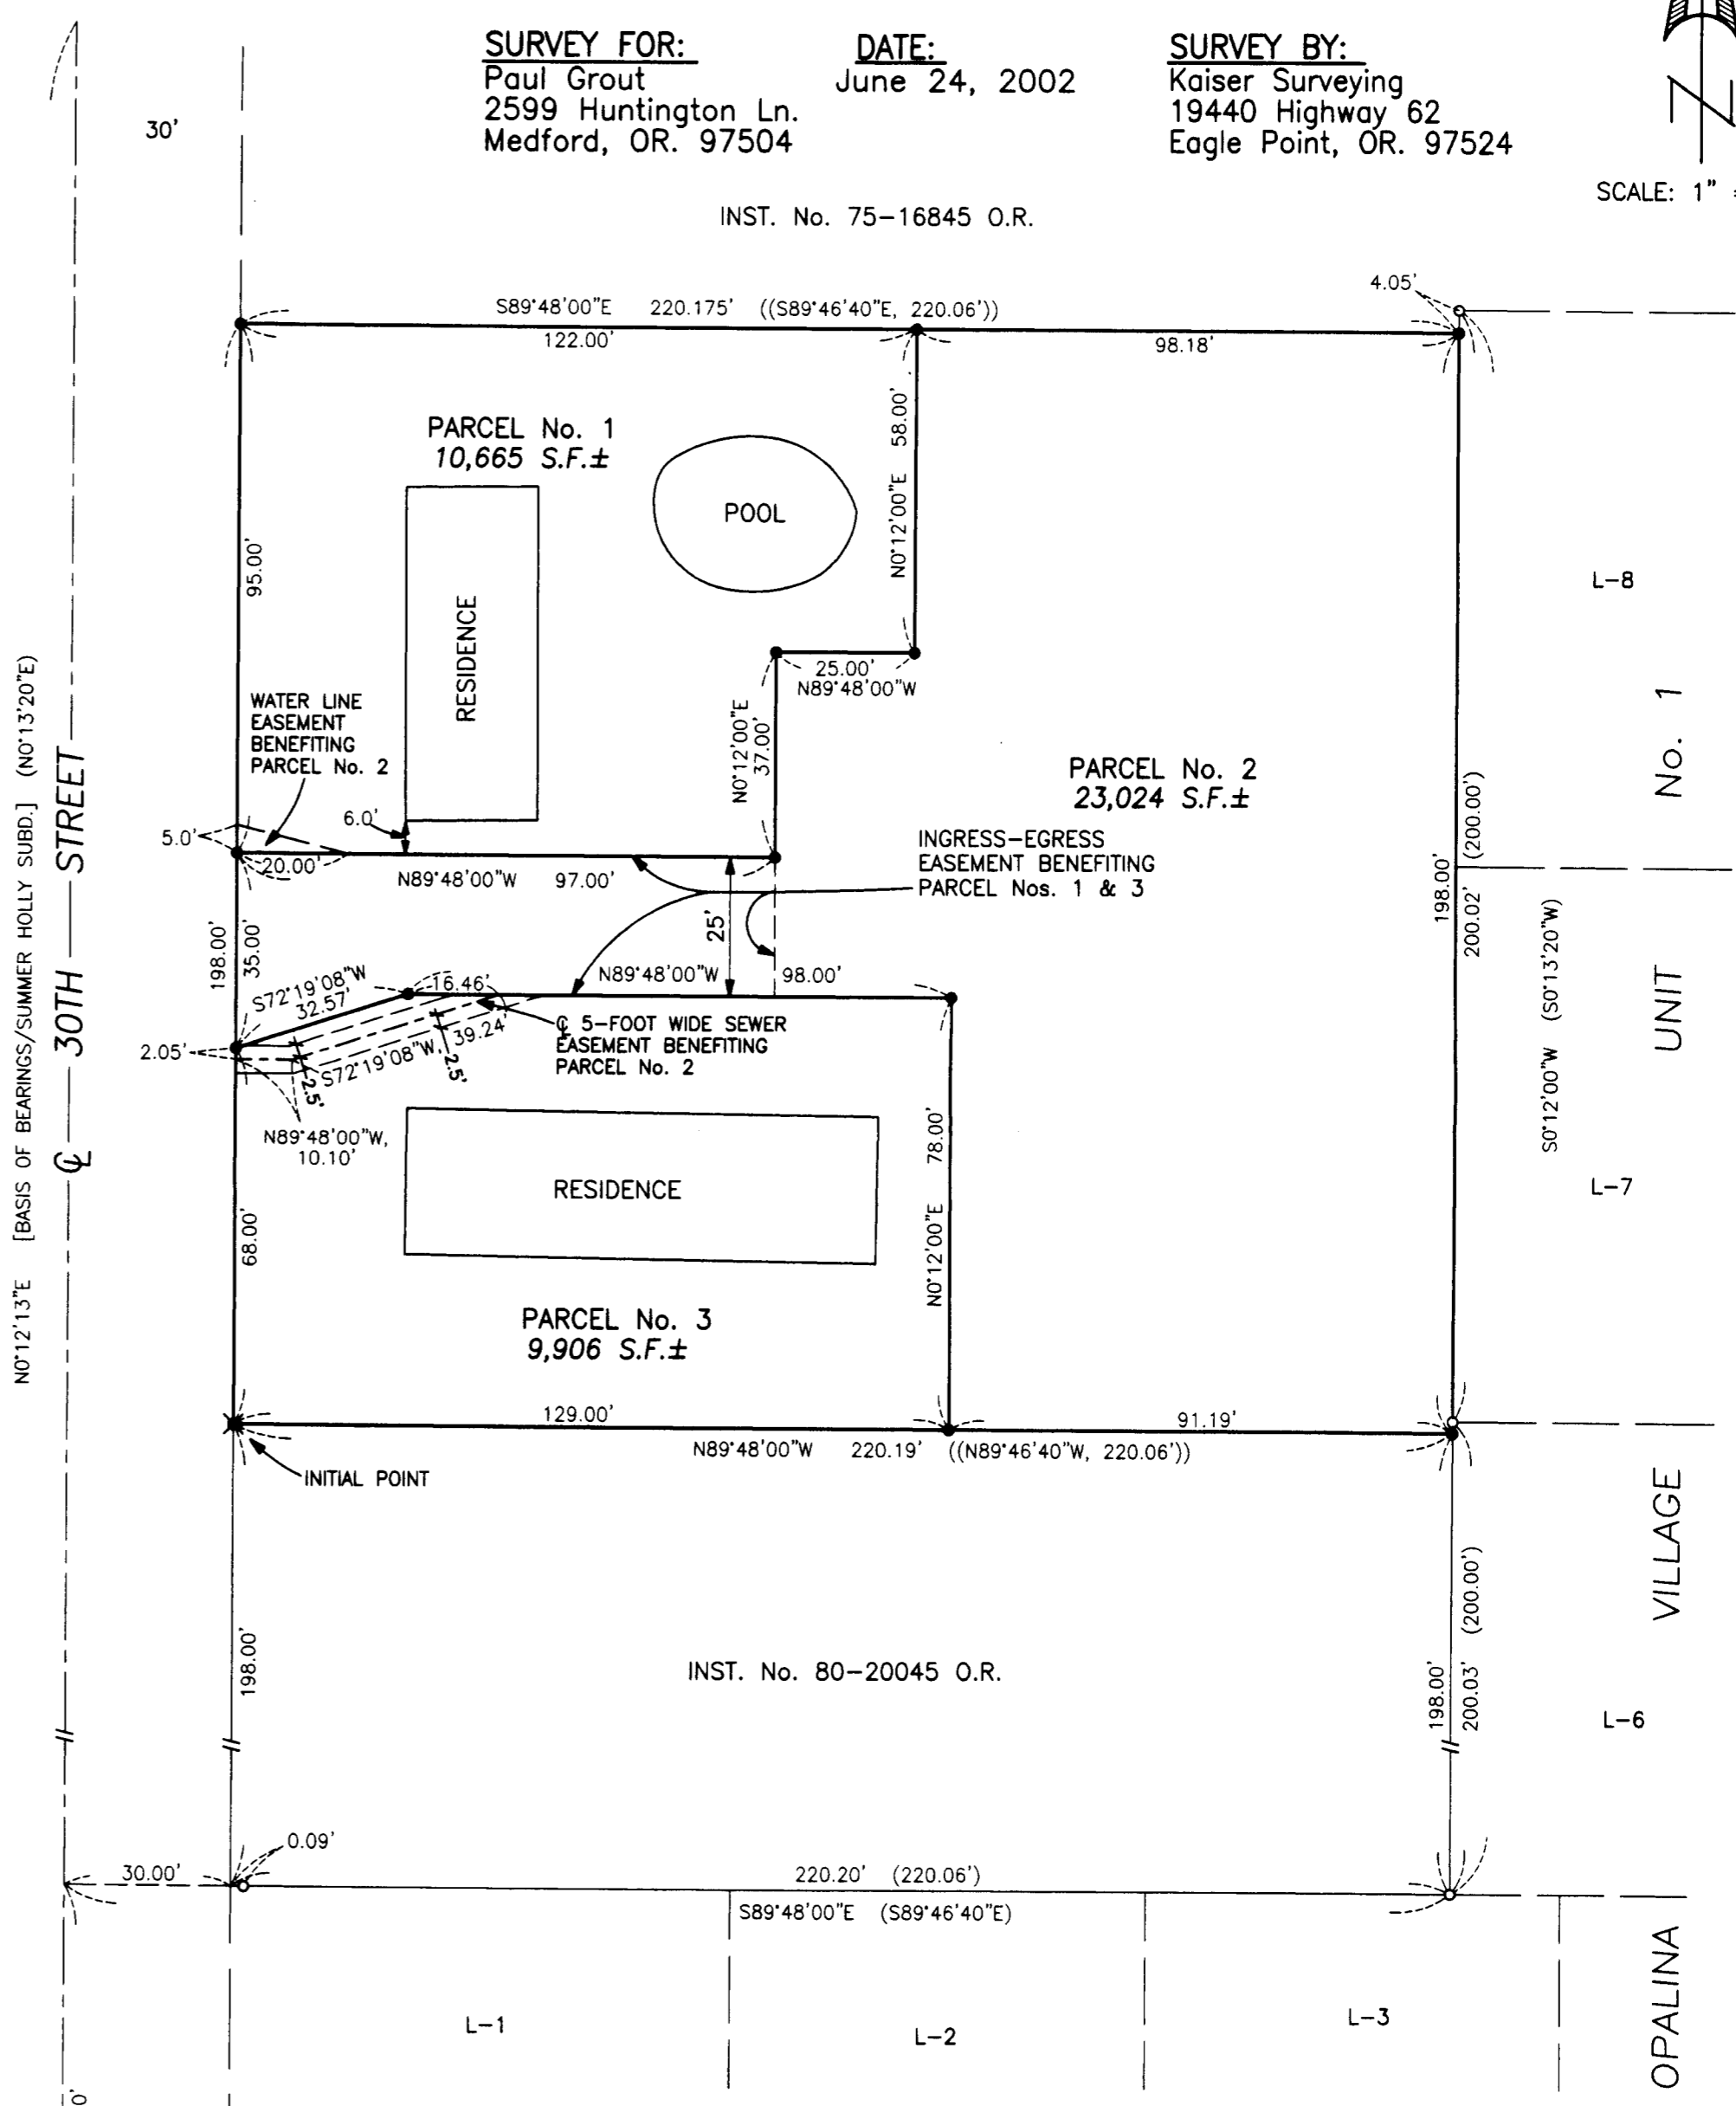 SURVEY FOR:
Paul Grout
2599 Huntington Ln.
Medford, OR. 97504
DATE:
June 24, 2002
SURVEY BY:
Kaiser Surveying
19440 Highway 62
Eagle Point, OR. 97524
N
SCALE: 1"
30'
INST. No. 75-16845 O.R.
4.05'
S89°48'00"E 220.175' ((S89°46'40"E, 220.06'))
122.00'
98.18'
PARCEL No. 1
10,665 S.F.±
POOL
RESIDENCE
N0°12'00"E 58.00'
95.00'
25.00'
N89°48'00"W
N0°12'00"E
37.00'
L-8
WATER LINE
EASEMENT
BENEFITING
PARCEL No. 2
6.0'
5.0'
20.00'
N89°48'00"W 97.00'
PARCEL No. 2
23,024 S.F.±
INGRESS-EGRESS
EASEMENT BENEFITING
PARCEL Nos. 1 & 3
25'
N89°48'00"W
98.00'
198.00'
35.00'
S72°19'08"W
32.57'
16.46'
2.05'
℄ 5-FOOT WIDE SEWER
EASEMENT BENEFITING
PARCEL No. 2
S72°19'08"W, 39.24'
2.5'
2.5'
N89°48'00"W,
10.10'
RESIDENCE
N0°12'00"E 78.00'
68.00'
PARCEL No. 3
9,906 S.F.±
129.00'
91.19'
N89°48'00"W 220.19' ((N89°46'40"W, 220.06'))
INITIAL POINT
198.00' (200.00')
200.02'
S0°12'00"W (S0°13'20"W)
L-7
N0°12'13"E [BASIS OF BEARINGS/SUMMER HOLLY SUBD.] (N0°13'20"E)
℄ 30TH STREET
198.00'
INST. No. 80-20045 O.R.
198.00' (200.00')
200.03'
L-6
0.09'
30.00'
220.20' (220.06')
S89°48'00"E (S89°46'40"E)
L-1
L-2
L-3
OPALINA VILLAGE UNIT No. 1
0'